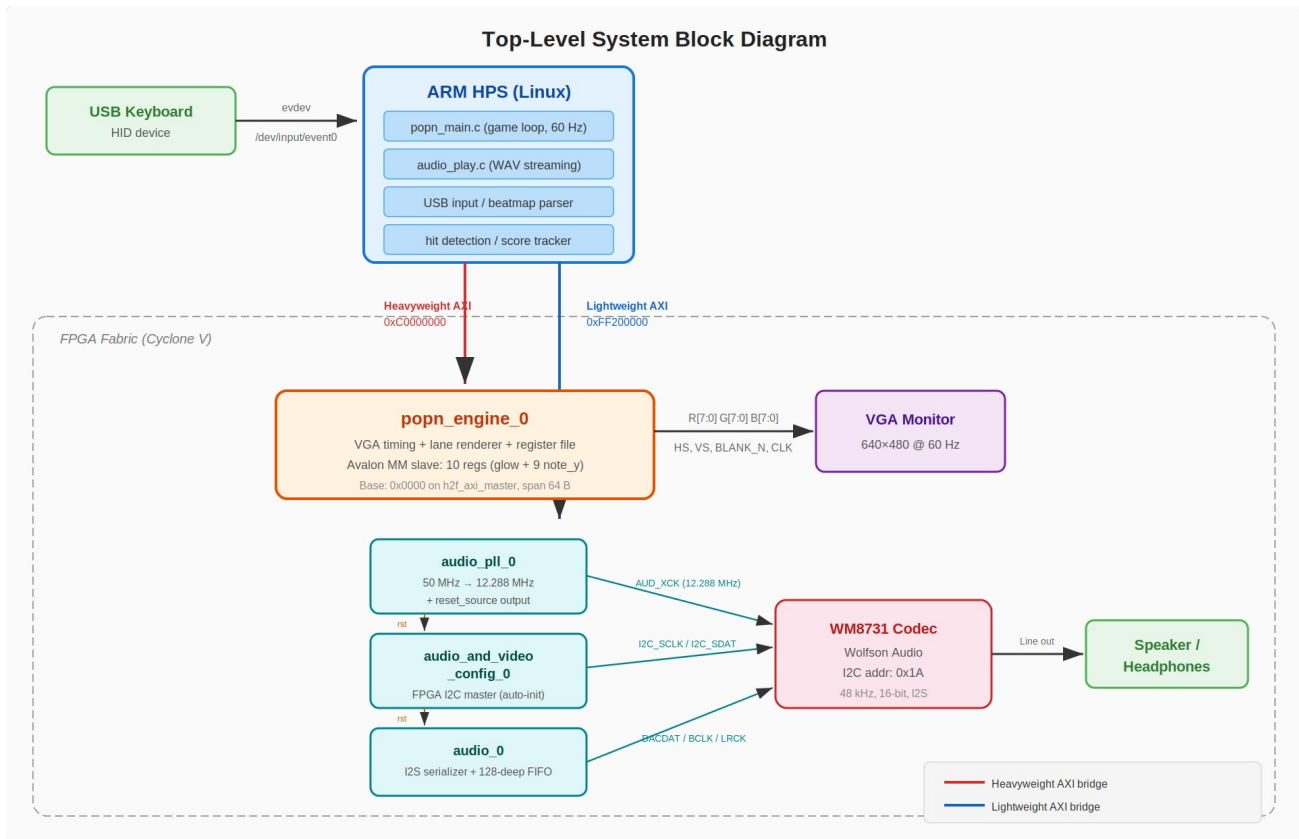 Top-Level System Block Diagram
USB Keyboard
HID device
evdev
/dev/input/event0
ARM HPS (Linux)
popn_main.c (game loop, 60 Hz)
audio_play.c (WAV streaming)
USB input / beatmap parser
hit detection / score tracker
Heavyweight AXI
0xC0000000
Lightweight AXI
0xFF200000
FPGA Fabric (Cyclone V)
popn_engine_0
VGA timing + lane renderer + register file
Avalon MM slave: 10 regs (glow + 9 note_y)
Base: 0x0000 on h2f_axi_master, span 64 B
R[7:0] G[7:0] B[7:0]
HS, VS, BLANK_N, CLK
VGA Monitor
640×480 @ 60 Hz
audio_pll_0
50 MHz → 12.288 MHz
+ reset_source output
rst
audio_and_video
_config_0
FPGA I2C master (auto-init)
rst
audio_0
I2S serializer + 128-deep FIFO
AUD_XCK (12.288 MHz)
I2C_SCLK / I2C_SDAT
DACDAT / BCLK / LRCK
WM8731 Codec
Wolfson Audio
I2C addr: 0x1A
48 kHz, 16-bit, I2S
Line out
Speaker /
Headphones
Heavyweight AXI bridge
Lightweight AXI bridge